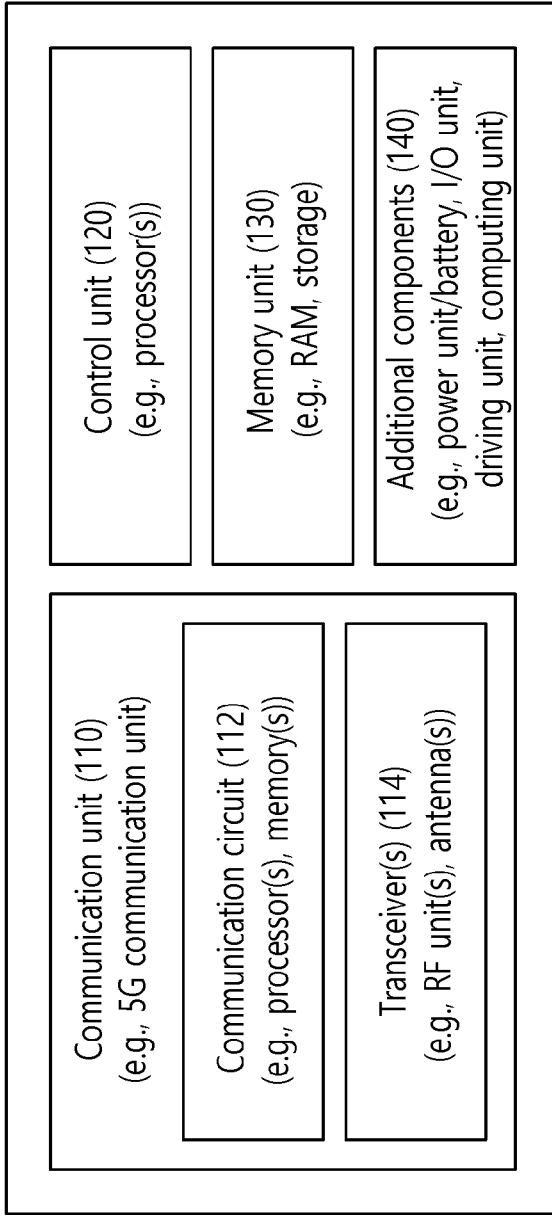 Communication unit (110)
(e.g., 5G communication unit)
Communication circuit (112)
(e.g., processor(s), memory(s))
Transceiver(s) (114)
(e.g., RF unit(s), antenna(s))
Control unit (120)
(e.g., processor(s))
Memory unit (130)
(e.g., RAM, storage)
Additional components (140)
(e.g., power unit/battery, I/O unit,
driving unit, computing unit)